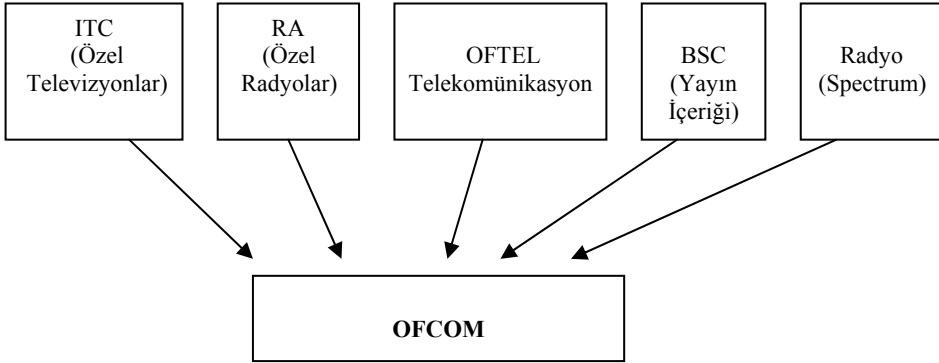 ITC
(Özel
Televizyonlar)
RA
(Özel
Radyolar)
OFTEL
Telekomünikasyon
BSC
(Yayın
İçeriği)
Radyo
(Spectrum)
OFCOM